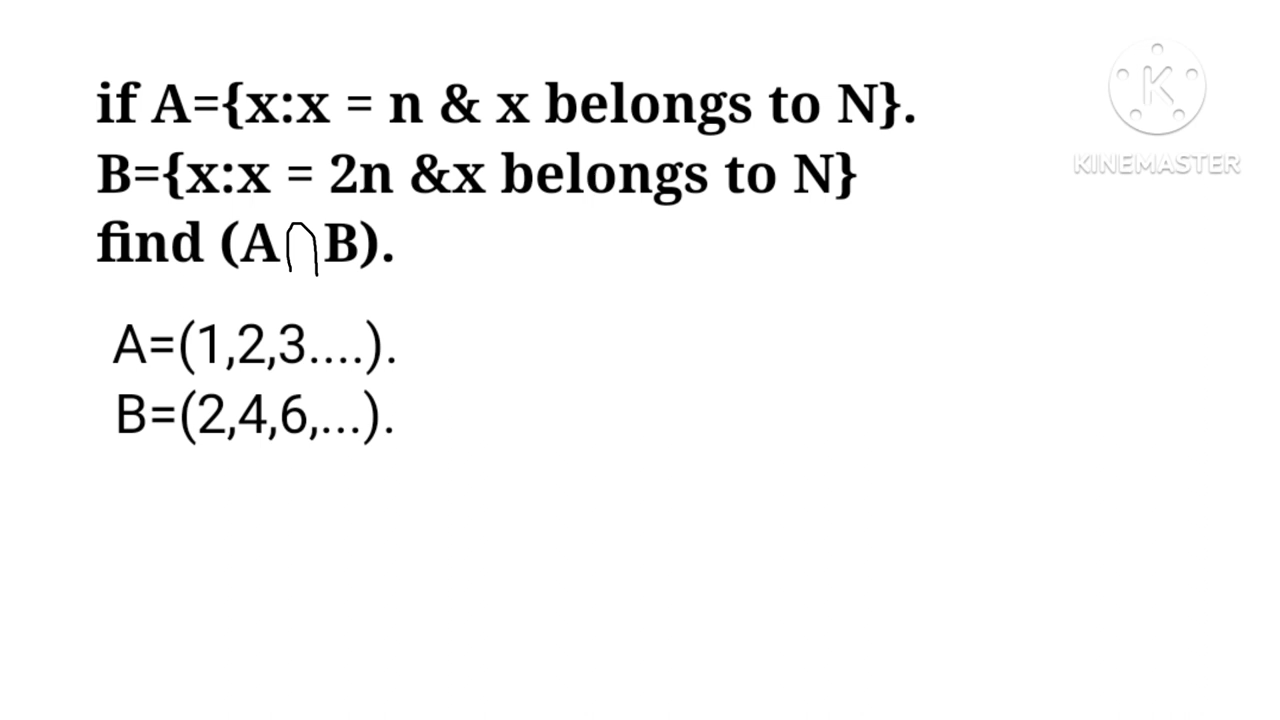 if A={x:x = n & x belongs to N}.
B={x:x = 2n &x belongs to N}
find (A∩B).
A=(1,2,3....).
B=(2,4,6,...).
KINEMASTER